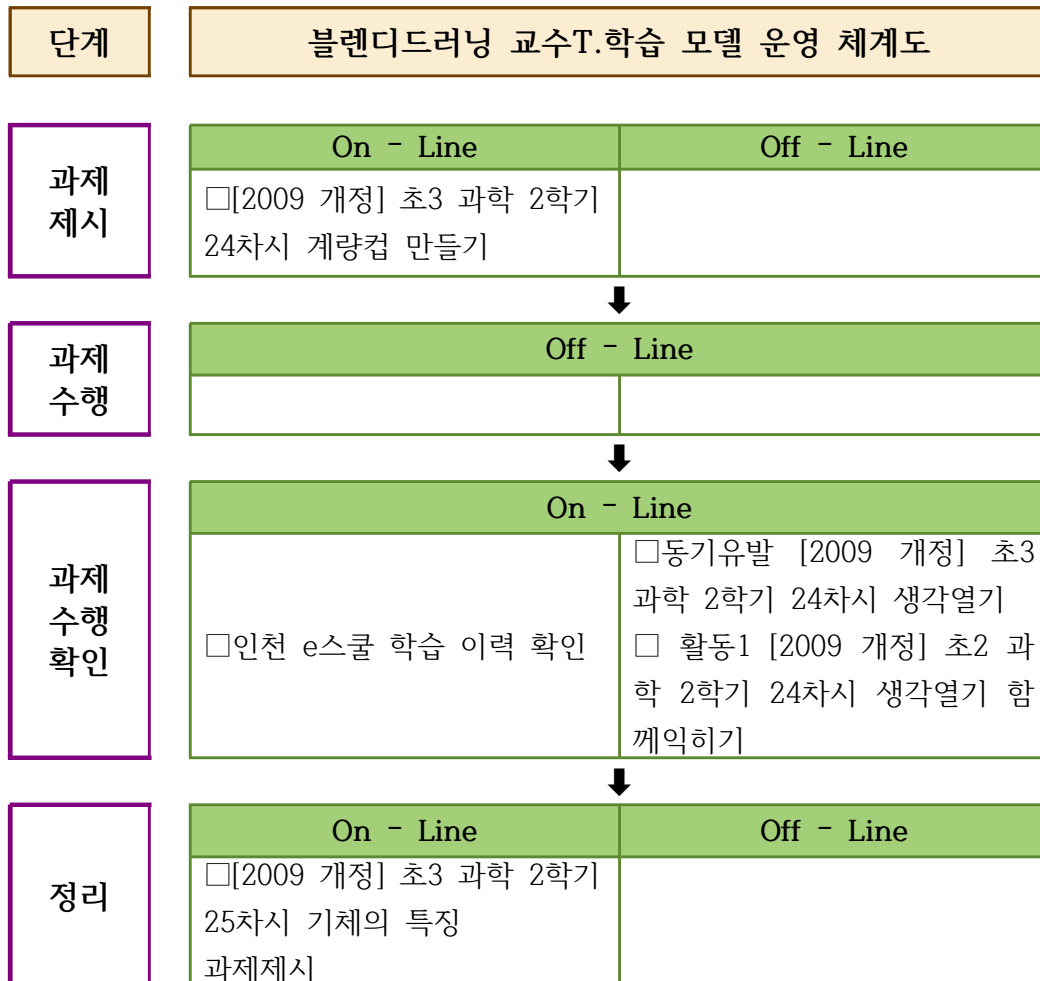 단계
블렌디드러닝 교수T.학습 모델 운영 체계도
과제
제시
On - Line
Off - Line
□[2009 개정] 초3 과학 2학기
24차시 계량컵 만들기
⬇
과제
수행
Off - Line
⬇
과제
수행
확인
On - Line
□인천 e스쿨 학습 이력 확인
□동기유발 [2009 개정] 초3
과학 2학기 24차시 생각열기
□ 활동1 [2009 개정] 초2 과
학 2학기 24차시 생각열기 함
께익히기
⬇
정리
On - Line
Off - Line
□[2009 개정] 초3 과학 2학기
25차시 기체의 특징
과제제시